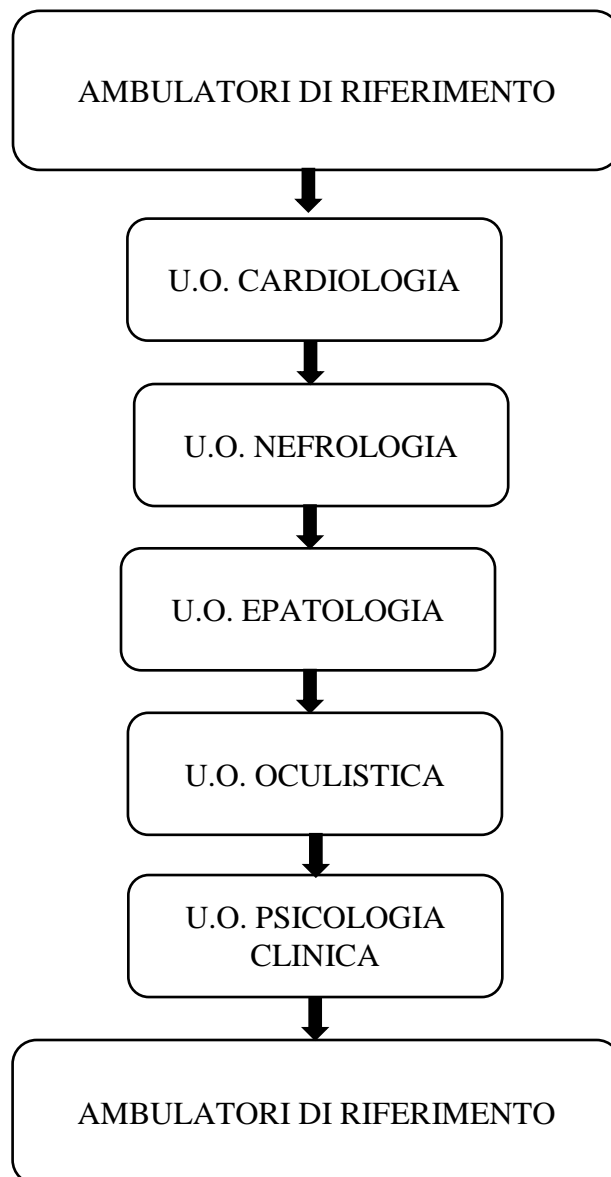 AMBULATORI DI RIFERIMENTO
U.O. CARDIOLOGIA
U.O. NEFROLOGIA
U.O. EPATOLOGIA
U.O. OCULISTICA
U.O. PSICOLOGIA
CLINICA
AMBULATORI DI RIFERIMENTO